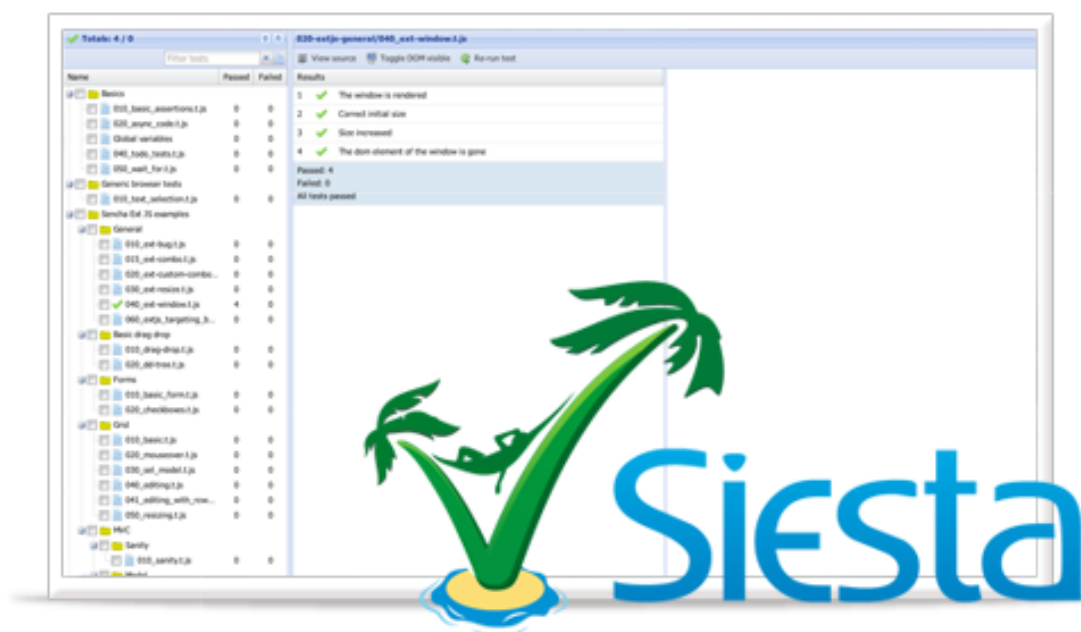 Totals: 4 / 0
Filter tests
Name Passed Failed
Basics
010_basic_assertions.t.js 0 0
020_async_code.t.js 0 0
Global variables 0 0
040_todo_tests.t.js 0 0
050_wait_for.t.js 0 0
Generic browser tests
010_text_selection.t.js 0 0
Sencha Ext JS examples
General
010_ext-bug.t.js 0 0
015_ext-combo.t.js 0 0
020_ext-custom-combo... 0 0
030_ext-resize.t.js 0 0
040_ext-window.t.js 4 0
060_extjs_targeting_b... 0 0
Basic drag drop
010_drag-drop.t.js 0 0
020_dd-tree.t.js 0 0
Forms
010_basic_form.t.js 0 0
020_checkboxes.t.js 0 0
Grid
010_basic.t.js 0 0
020_mouseover.t.js 0 0
030_sel_model.t.js 0 0
040_editing.t.js 0 0
041_editing_with_row... 0 0
050_resizing.t.js 0 0
MVC
Sanity
010_sanity.t.js 0 0
Model
030-extjs-general/040_ext-window.t.js
View source Toggle DOM visible Re-run test
Results
1 The window is rendered
2 Correct initial size
3 Size increased
4 The dom element of the window is gone
Passed: 4
Failed: 0
All tests passed
Siesta